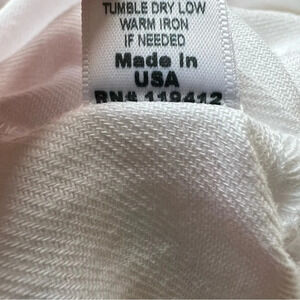 TUMBLE DRY LOW
WARM IRON
IF NEEDED
Made In
USA
RN# 119412